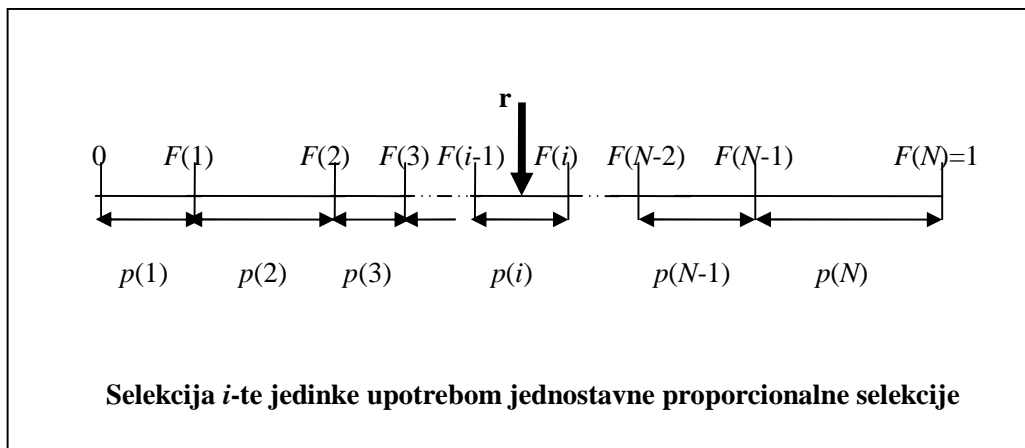 r
0 F(1) F(2) F(3) F(i-1) F(i) F(N-2) F(N-1) F(N)=1
p(1) p(2) p(3) p(i) p(N-1) p(N)
Selekcija i-te jedinke upotrebom jednostavne proporcionalne selekcije